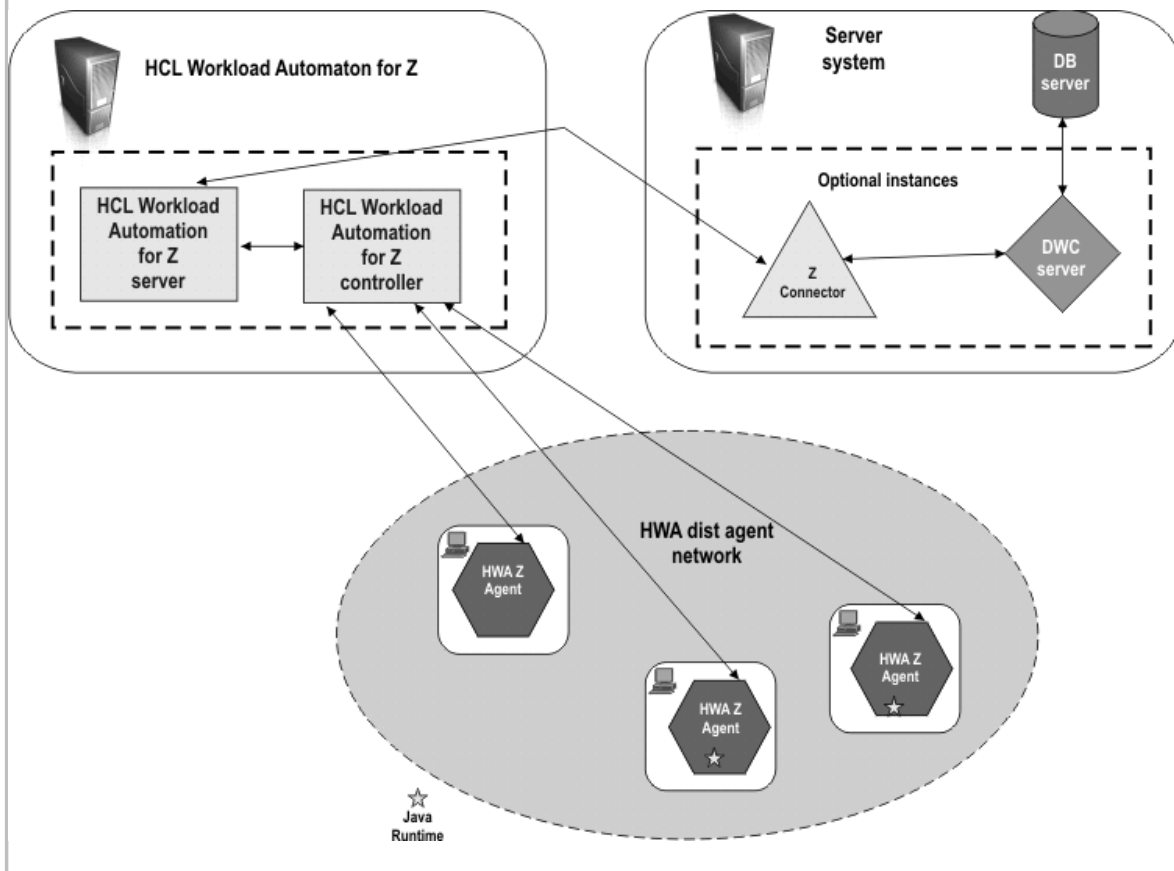 HCL Workload Automaton for Z
HCL Workload
Automation
for Z
server
HCL Workload
Automation
for Z
controller
Server
system
DB
server
Optional instances
Z
Connector
DWC
server
HWA dist agent
network
HWA Z
Agent
HWA Z
Agent
HWA Z
Agent
Java
Runtime